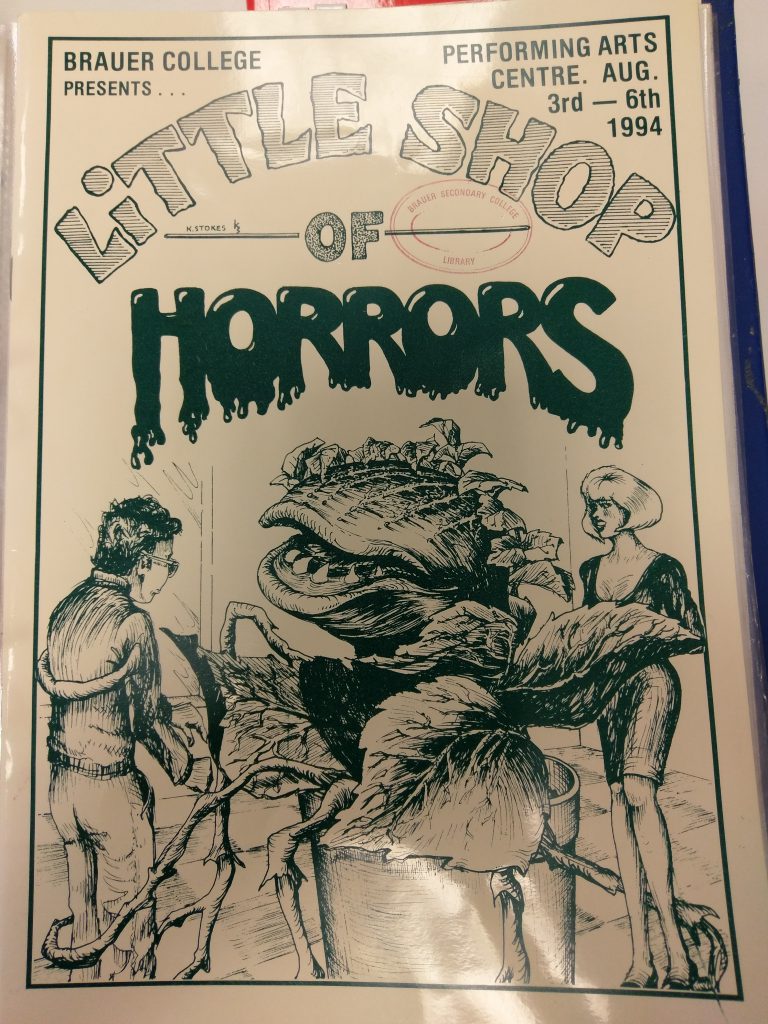 BRAUER COLLEGE
PRESENTS . . .
PERFORMING ARTS
CENTRE. AUG.
3rd — 6th
1994
LiTTLE SHOP
K.STOKES KS
OF
BRAUER SECONDARY COLLEGE
LIBRARY
HORRORS